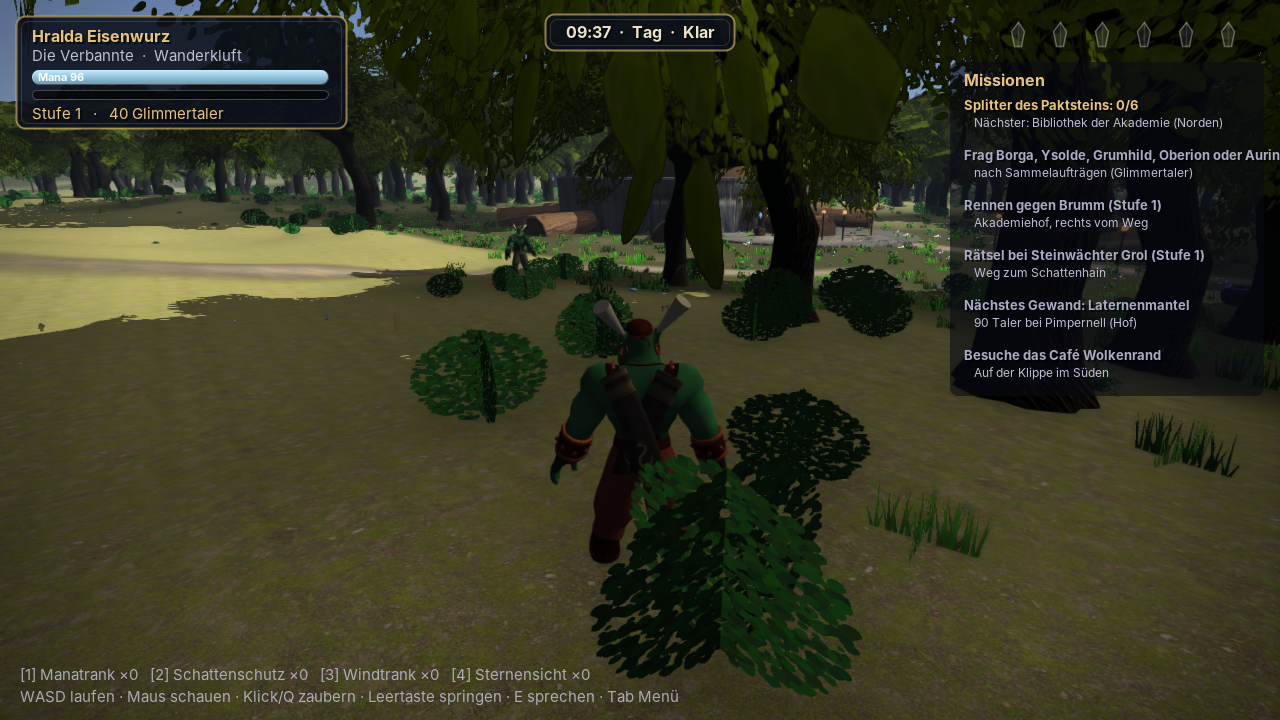 Hralda Eisenwurz
Die Verbannte · Wanderkluft
Mana 96
Stufe 1 · 40 Glimmertaler
09:37 · Tag · Klar
Missionen
Splitter des Paktsteins: 0/6
Nächster: Bibliothek der Akademie (Norden)
Frag Borga, Ysolde, Grumhild, Oberion oder Aurin
nach Sammelaufträgen (Glimmertaler)
Rennen gegen Brumm (Stufe 1)
Akademiehof, rechts vom Weg
Rätsel bei Steinwächter Grol (Stufe 1)
Weg zum Schattenhain
Nächstes Gewand: Laternenmantel
90 Taler bei Pimpernell (Hof)
Besuche das Café Wolkenrand
Auf der Klippe im Süden
[1] Manatrank ×0 [2] Schattenschutz ×0 [3] Windtrank ×0 [4] Sternensicht ×0
WASD laufen · Maus schauen · Klick/Q zaubern · Leertaste springen · E sprechen · Tab Menü